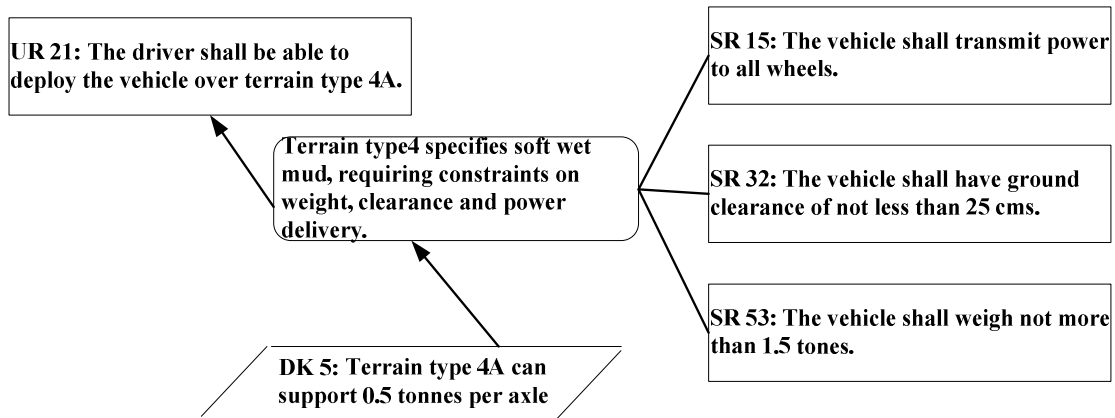 UR 21: The driver shall be able to
deploy the vehicle over terrain type 4A.
SR 15: The vehicle shall transmit power
to all wheels.
Terrain type4 specifies soft wet
mud, requiring constraints on
weight, clearance and power
delivery.
SR 32: The vehicle shall have ground
clearance of not less than 25 cms.
SR 53: The vehicle shall weigh not more
than 1.5 tones.
DK 5: Terrain type 4A can
support 0.5 tonnes per axle